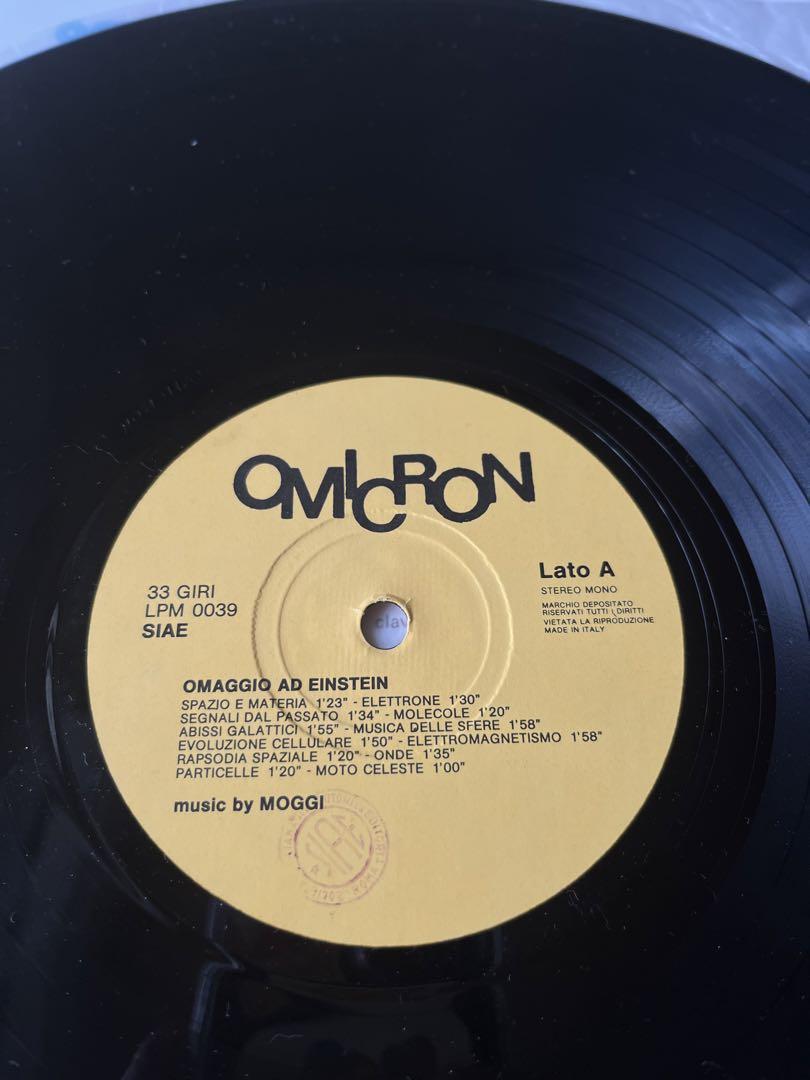 OMICRON
33 GIRI
LPM 0039
SIAE
Lato A
STEREO MONO
MARCHIO DEPOSITATO
RISERVATI TUTTI I DIRITTI
VIETATA LA RIPRODUZIONE
MADE IN ITALY
clav
OMAGGIO AD EINSTEIN
SPAZIO E MATERIA 1'23" - ELETTRONE 1'30"
SEGNALI DAL PASSATO 1'34" - MOLECOLE 1'20"
ABISSI GALATTICI 1'55" - MUSICA DELLE SFERE 1'58"
EVOLUZIONE CELLULARE 1'50" - ELETTROMAGNETISMO 1'58"
RAPSODIA SPAZIALE 1'20" - ONDE 1'35"
PARTICELLE 1'20" - MOTO CELESTE 1'00"
music by MOGGI
SIAE